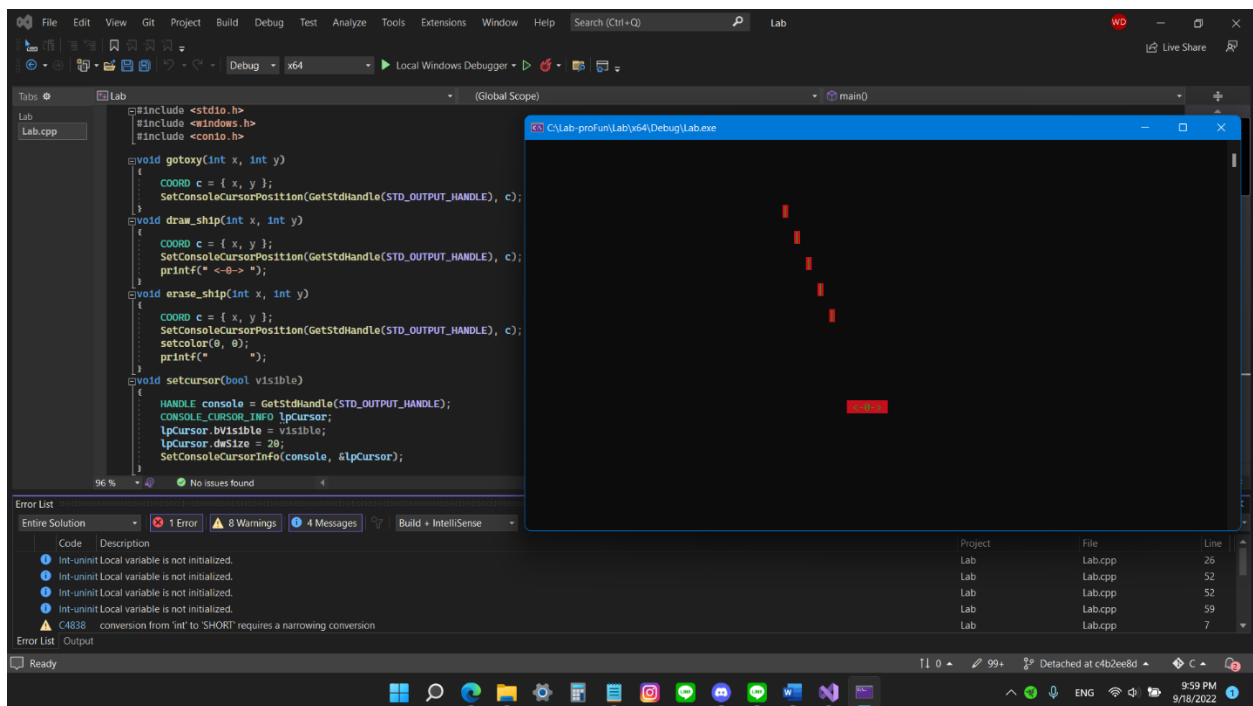 File Edit View Git Project Build Debug Test Analyze Tools Extensions Window Help Search (Ctrl+Q) Lab WD
Live Share
Debug x64 Local Windows Debugger
Tabs Lab (Global Scope) main()
Lab
Lab.cpp
#include <stdio.h>
#include <windows.h>
#include <conio.h>
void gotoxy(int x, int y)
{
COORD c = { x, y };
SetConsoleCursorPosition(GetStdHandle(STD_OUTPUT_HANDLE), c);
}
void draw_ship(int x, int y)
{
COORD c = { x, y };
SetConsoleCursorPosition(GetStdHandle(STD_OUTPUT_HANDLE), c);
printf(" <-0-> ");
}
void erase_ship(int x, int y)
{
COORD c = { x, y };
SetConsoleCursorPosition(GetStdHandle(STD_OUTPUT_HANDLE), c);
setcolor(0, 0);
printf("       ");
}
void setcursor(bool visible)
{
HANDLE console = GetStdHandle(STD_OUTPUT_HANDLE);
CONSOLE_CURSOR_INFO lpCursor;
lpCursor.bVisible = visible;
lpCursor.dwSize = 20;
SetConsoleCursorInfo(console, &lpCursor);
}
96 % No issues found
C:\Lab-proFun\Lab\x64\Debug\Lab.exe
|
|
|
|
|
<-0->
Error List
Entire Solution 1 Error 8 Warnings 4 Messages Build + IntelliSense
Code Description Project File Line
Int-uninit Local variable is not initialized. Lab Lab.cpp 26
Int-uninit Local variable is not initialized. Lab Lab.cpp 52
Int-uninit Local variable is not initialized. Lab Lab.cpp 52
Int-uninit Local variable is not initialized. Lab Lab.cpp 59
C4838 conversion from 'int' to 'SHORT' requires a narrowing conversion Lab Lab.cpp 7
Error List Output
Ready 0 99+ Detached at c4b2ee8d C 2
ENG 9:59 PM
9/18/2022 1